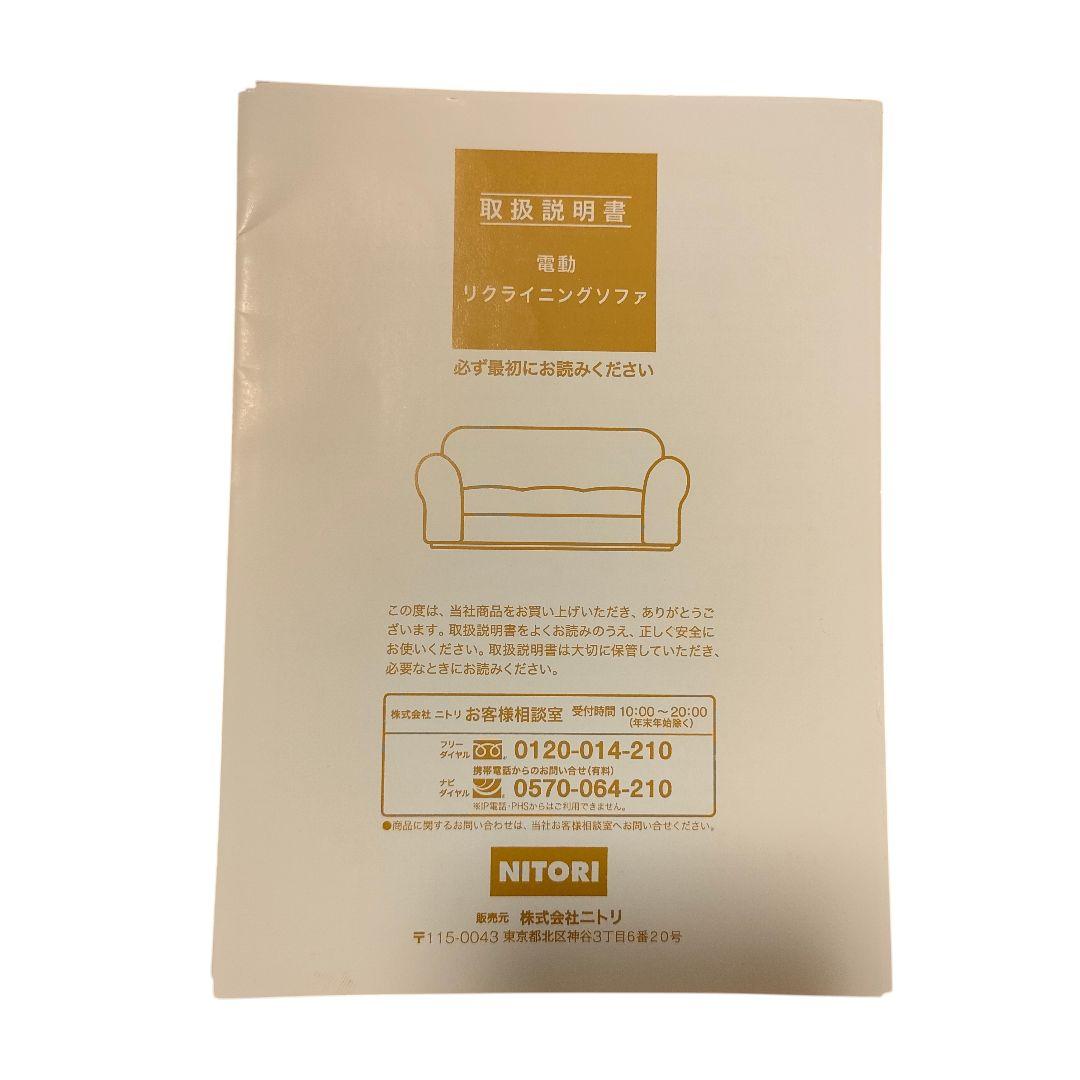 取扱説明書
電動
リクライニングソファ
必ず最初にお読みください
この度は、当社商品をお買い上げいただき、ありがとうご
ざいます。取扱説明書をよくお読みのうえ、正しく安全に
お使いください。取扱説明書は大切に保管していただき、
必要なときにお読みください。
株式会社 ニトリ お客様相談室 受付時間 10:00～20:00
(年末年始除く)
フリー
ダイヤル 0120-014-210
携帯電話からのお問い合せ(有料)
ナビ
ダイヤル 0570-064-210
※IP電話・PHSからはご利用できません。
●商品に関するお問い合わせは、当社お客様相談室へお問い合せください。
NITORI
販売元 株式会社ニトリ
〒115-0043 東京都北区神谷3丁目6番20号